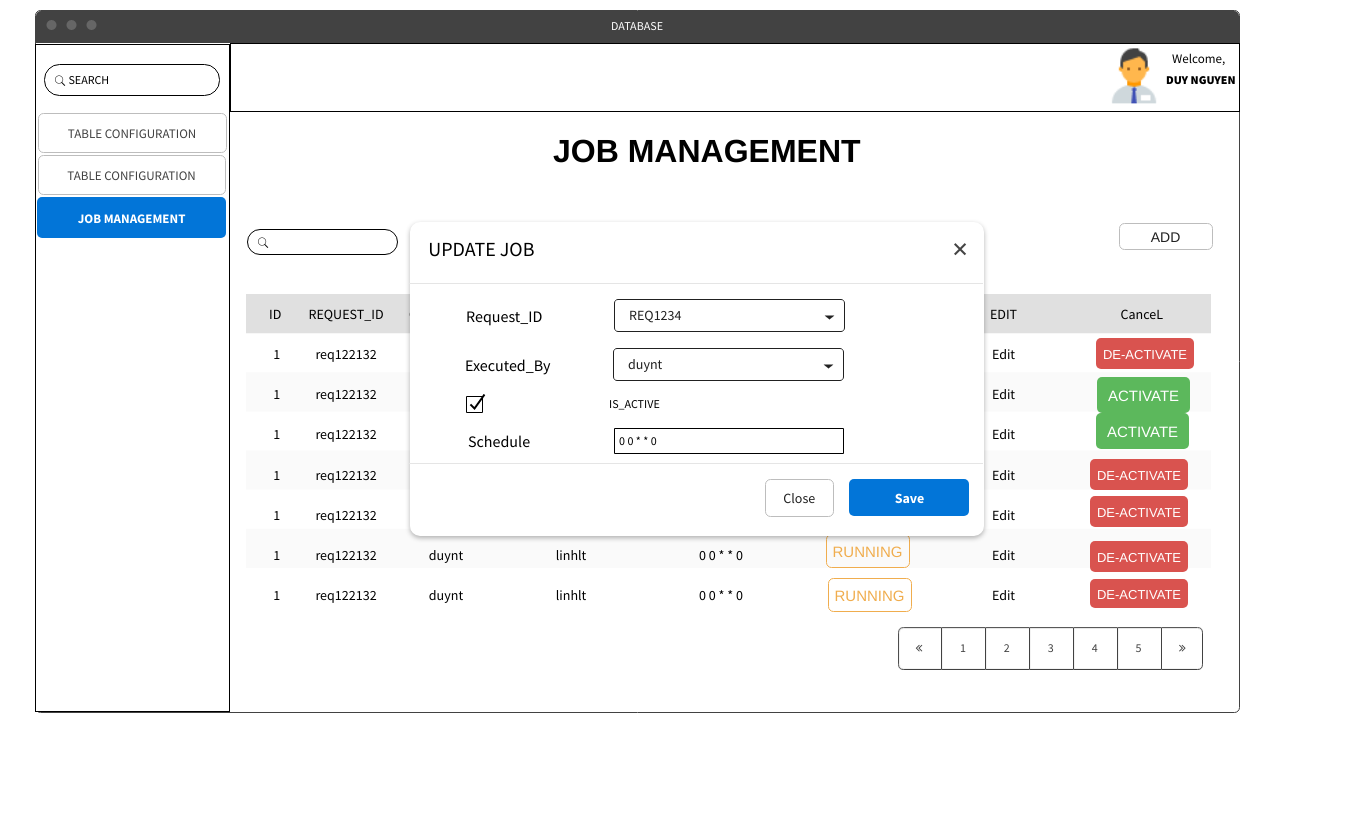 DATABASE
SEARCH
Welcome,
DUY NGUYEN
TABLE CONFIGURATION
TABLE CONFIGURATION
JOB MANAGEMENT
JOB MANAGEMENT
ADD
UPDATE JOB
Request_ID REQ1234
Executed_By duynt
IS_ACTIVE
Schedule 0 0 * * 0
Close Save
ID REQUEST_ID EDIT CanceL
1 req122132 Edit DE-ACTIVATE
1 req122132 Edit ACTIVATE
1 req122132 Edit ACTIVATE
1 req122132 Edit DE-ACTIVATE
1 req122132 Edit DE-ACTIVATE
1 req122132 duynt linhlt 0 0 * * 0 RUNNING Edit DE-ACTIVATE
1 req122132 duynt linhlt 0 0 * * 0 RUNNING Edit DE-ACTIVATE
« 1 2 3 4 5 »